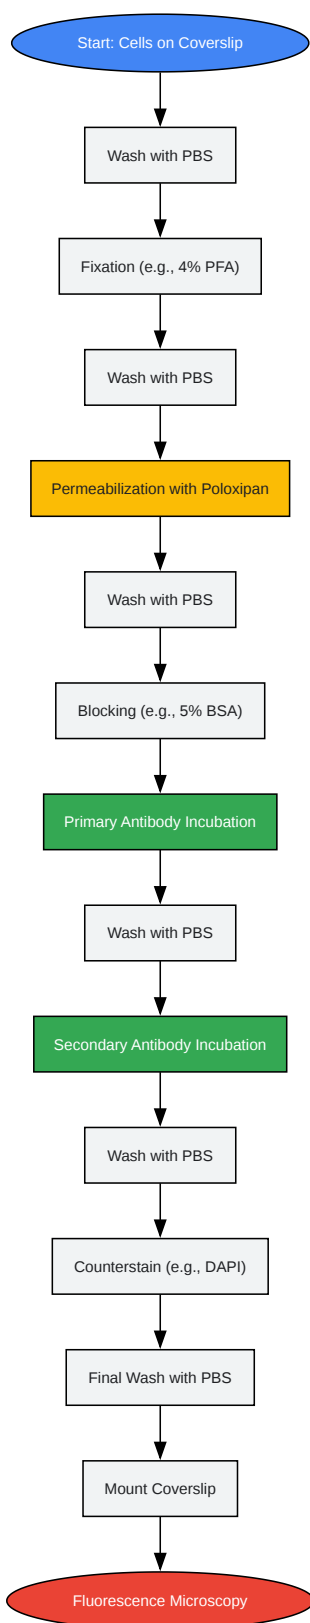 Start: Cells on Coverslip
Wash with PBS
Fixation (e.g., 4% PFA)
Wash with PBS
Permeabilization with Poloxipan
Wash with PBS
Blocking (e.g., 5% BSA)
Primary Antibody Incubation
Wash with PBS
Secondary Antibody Incubation
Wash with PBS
Counterstain (e.g., DAPI)
Final Wash with PBS
Mount Coverslip
Fluorescence Microscopy